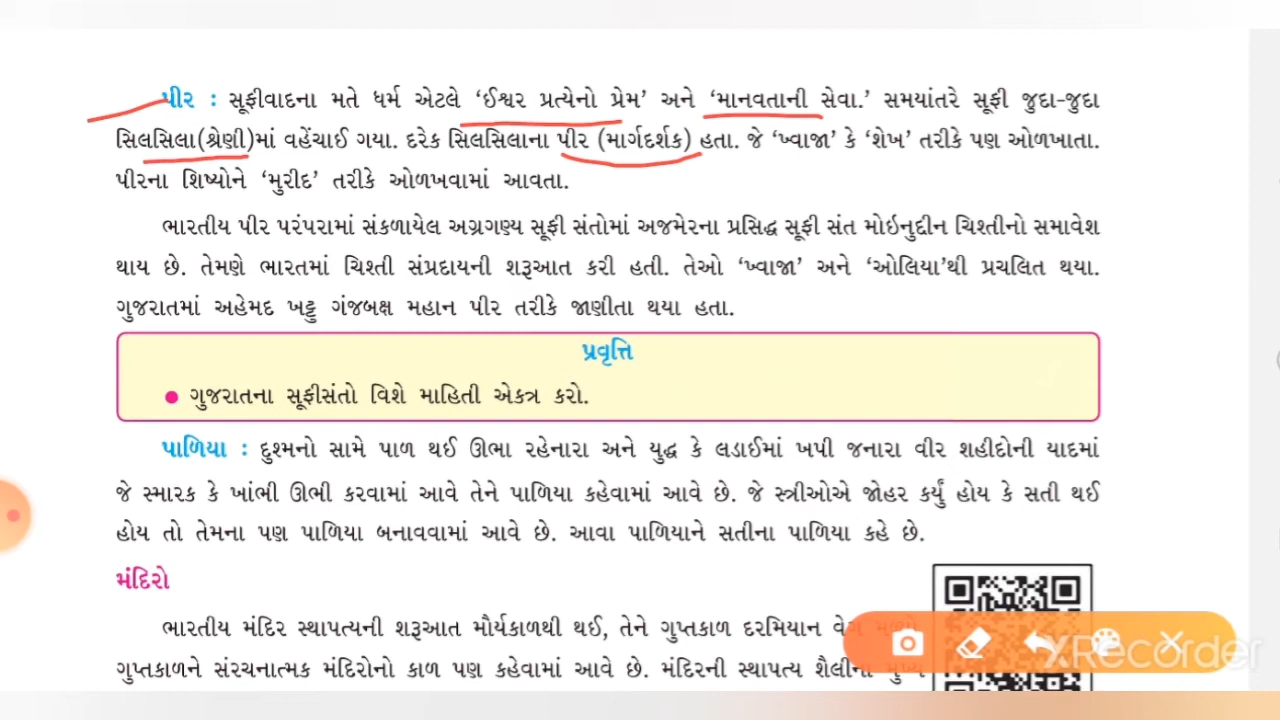 પીર : સૂફીવાદના મતે ધર્મ એટલે ‘ઈશ્વર પ્રત્યેનો પ્રેમ’ અને ‘માનવતાની સેવા.’ સમયાંતરે સૂફી જુદા-જુદા
સિલસિલા(શ્રેણી)માં વહેંચાઈ ગયા. દરેક સિલસિલાના પીર (માર્ગદર્શક) હતા. જે ‘ખ્વાજા’ કે ‘શેખ’ તરીકે પણ ઓળખાતા.
પીરના શિષ્યોને ‘મુરીદ’ તરીકે ઓળખવામાં આવતા.
ભારતીય પીર પરંપરામાં સંકળાયેલ અગ્રગણ્ય સૂફી સંતોમાં અજમેરના પ્રસિદ્ધ સૂફી સંત મોઇનુદ્દીન ચિશ્તીનો સમાવેશ
થાય છે. તેમણે ભારતમાં ચિશ્તી સંપ્રદાયની શરૂઆત કરી હતી. તેઓ ‘ખ્વાજા’ અને ‘ઓલિયા’થી પ્રચલિત થયા.
ગુજરાતમાં અહેમદ ખટ્ટુ ગંજબક્ષ મહાન પીર તરીકે જાણીતા થયા હતા.
પ્રવૃત્તિ
● ગુજરાતના સૂફીસંતો વિશે માહિતી એકત્ર કરો.
પાળિયા : દુશ્મનો સામે પાળ થઈ ઊભા રહેનારા અને યુદ્ધ કે લડાઈમાં ખપી જનારા વીર શહીદોની યાદમાં
જે સ્મારક કે ખાંભી ઊભી કરવામાં આવે તેને પાળિયા કહેવામાં આવે છે. જે સ્ત્રીઓએ જોહર કર્યું હોય કે સતી થઈ
હોય તો તેમના પણ પાળિયા બનાવવામાં આવે છે. આવા પાળિયાને સતીના પાળિયા કહે છે.
મંદિરો
ભારતીય મંદિર સ્થાપત્યની શરૂઆત મૌર્યકાળથી થઈ, તેને ગુપ્તકાળ દરમિયાન
ગુપ્તકાળને સંરચનાત્મક મંદિરોનો કાળ પણ કહેવામાં આવે છે. મંદિરની સ્થાપત્ય શૈલીના
XRecorder